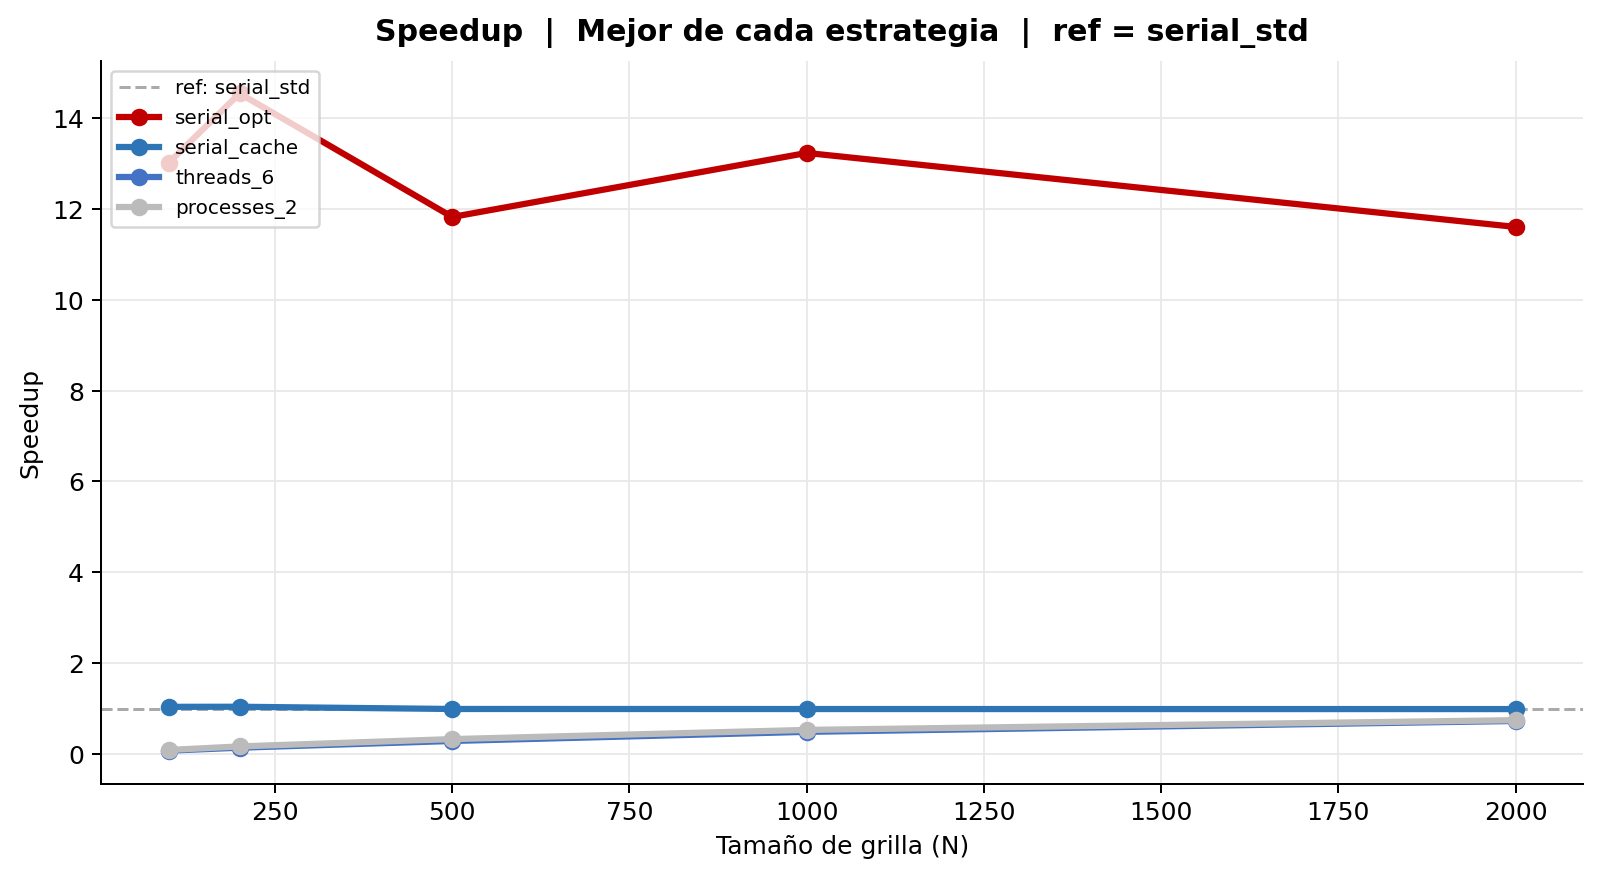 Speedup | Mejor de cada estrategia | ref = serial_std
ref: serial_std
serial_opt
serial_cache
threads_6
processes_2
Speedup
14
12
10
8
6
4
2
0
250 500 750 1000 1250 1500 1750 2000
Tamaño de grilla (N)